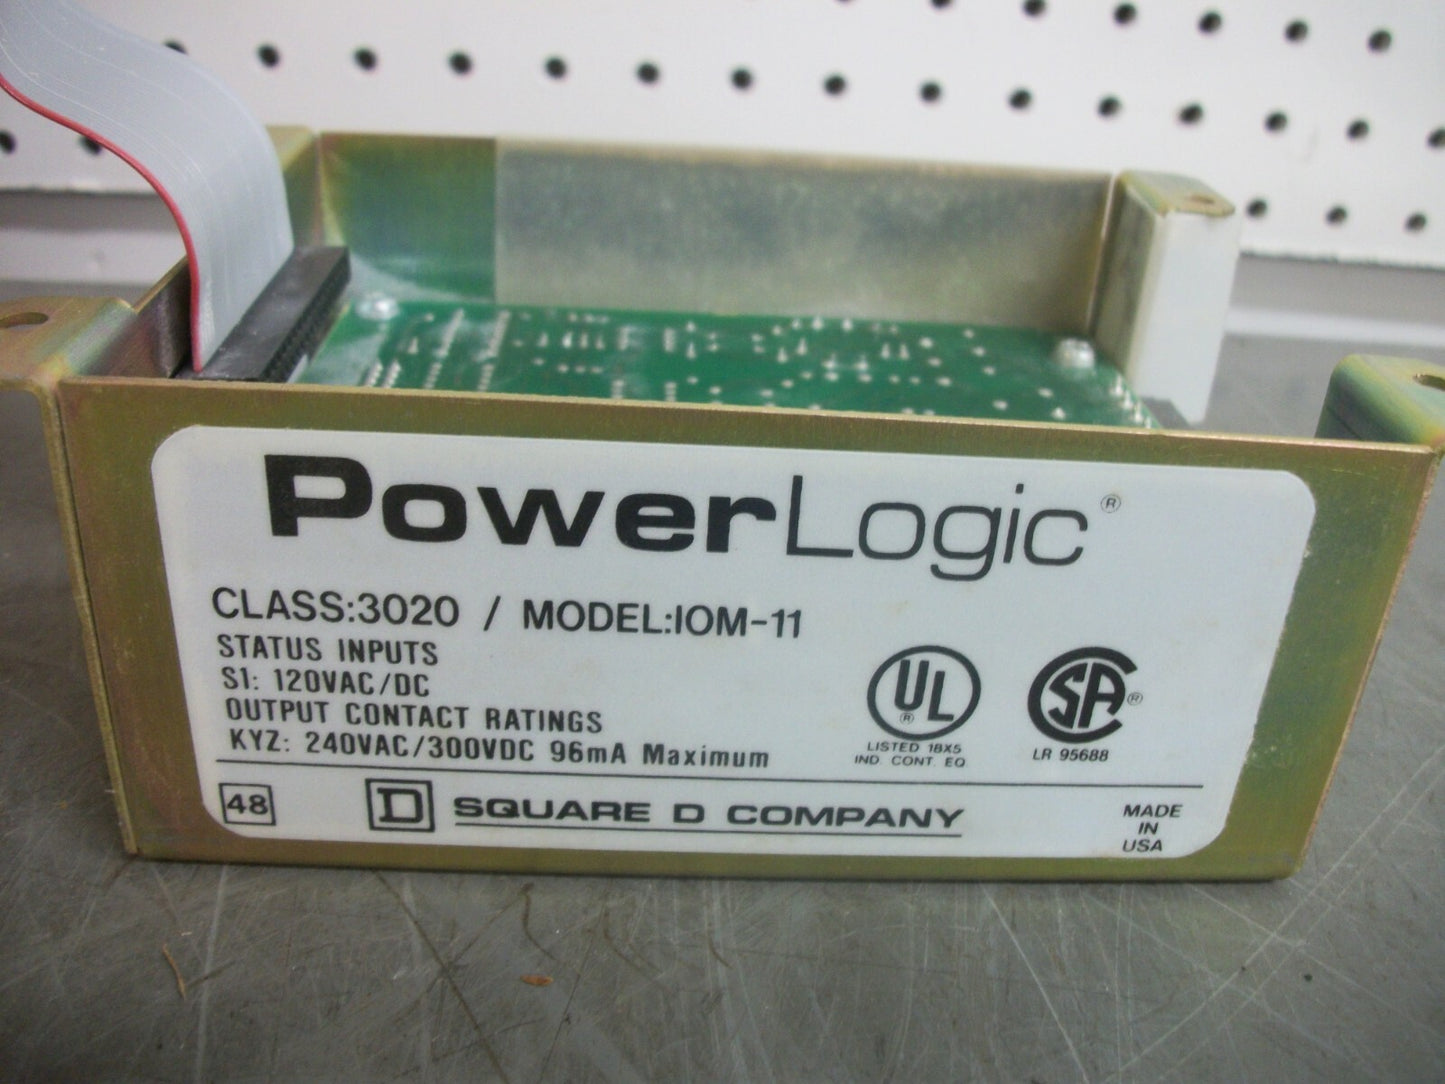 PowerLogic®
CLASS:3020 / MODEL:IOM-11
STATUS INPUTS
S1: 120VAC/DC
OUTPUT CONTACT RATINGS
KYZ: 240VAC/300VDC 96mA Maximum
UL®
LISTED 18X5
IND. CONT. EQ.
SA®
LR 95688
48
D SQUARE D COMPANY
MADE
IN
USA